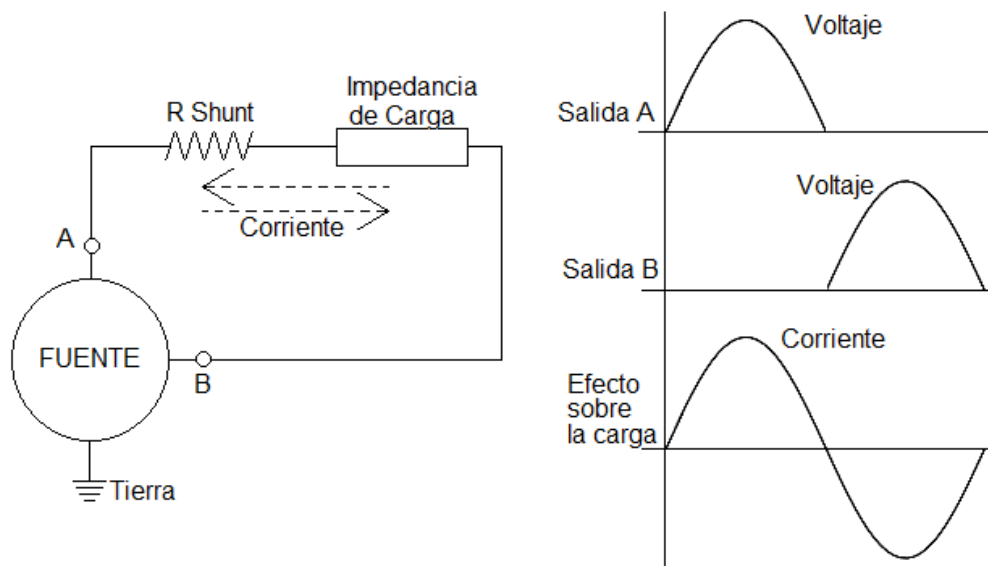 Impedancia
de Carga
R Shunt
Corriente
A
FUENTE
B
Tierra
Voltaje
Salida A
Voltaje
Salida B
Corriente
Efecto
sobre
la carga